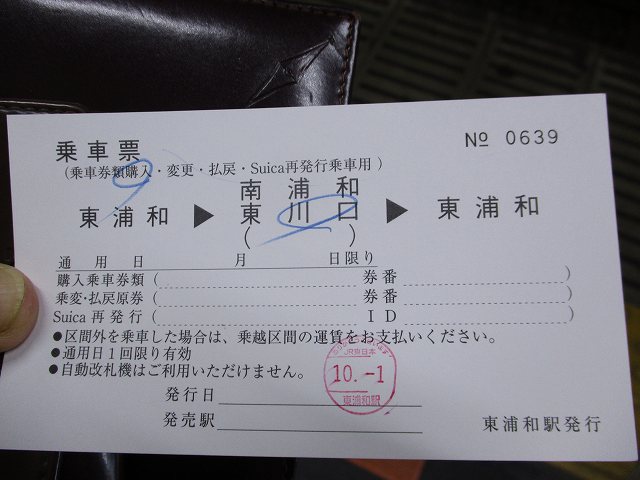 乗車票
№ 0639
(乗車券類購入・変更・払戻・Suica再発行乗車用)
東浦和 ▶ 南浦和 東川口 ( ) ▶ 東浦和
通用日 月 日限り
購入乗車券類 ( 券番 )
乗変・払戻原券 ( 券番 )
Suica再発行 ( ID )
●区間外を乗車した場合は、乗越区間の運賃をお支払いください。
●通用日1回限り有効
●自動改札機はご利用いただけません。
JR東日本
10.-1
東浦和駅
発行日
発売駅
東浦和駅発行